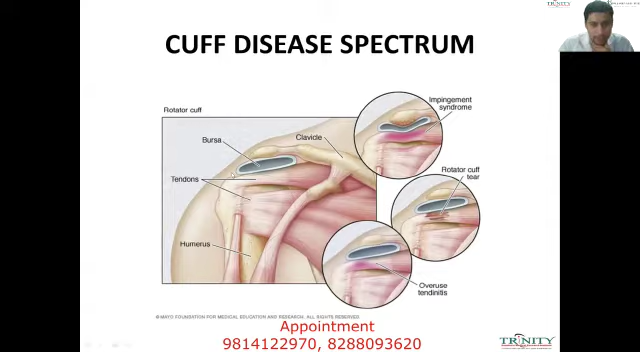 TRINITY
CUFF DISEASE SPECTRUM
Impingement
syndrome
Rotator cuff
Clavicle
Bursa
Rotator cuff
tear
Tendons
Humerus
Overuse
tendinitis
© MAYO FOUNDATION FOR MEDICAL EDUCATION AND RESEARCH. ALL RIGHTS RESERVED.
Appointment
9814122970, 8288093620
TRINITY